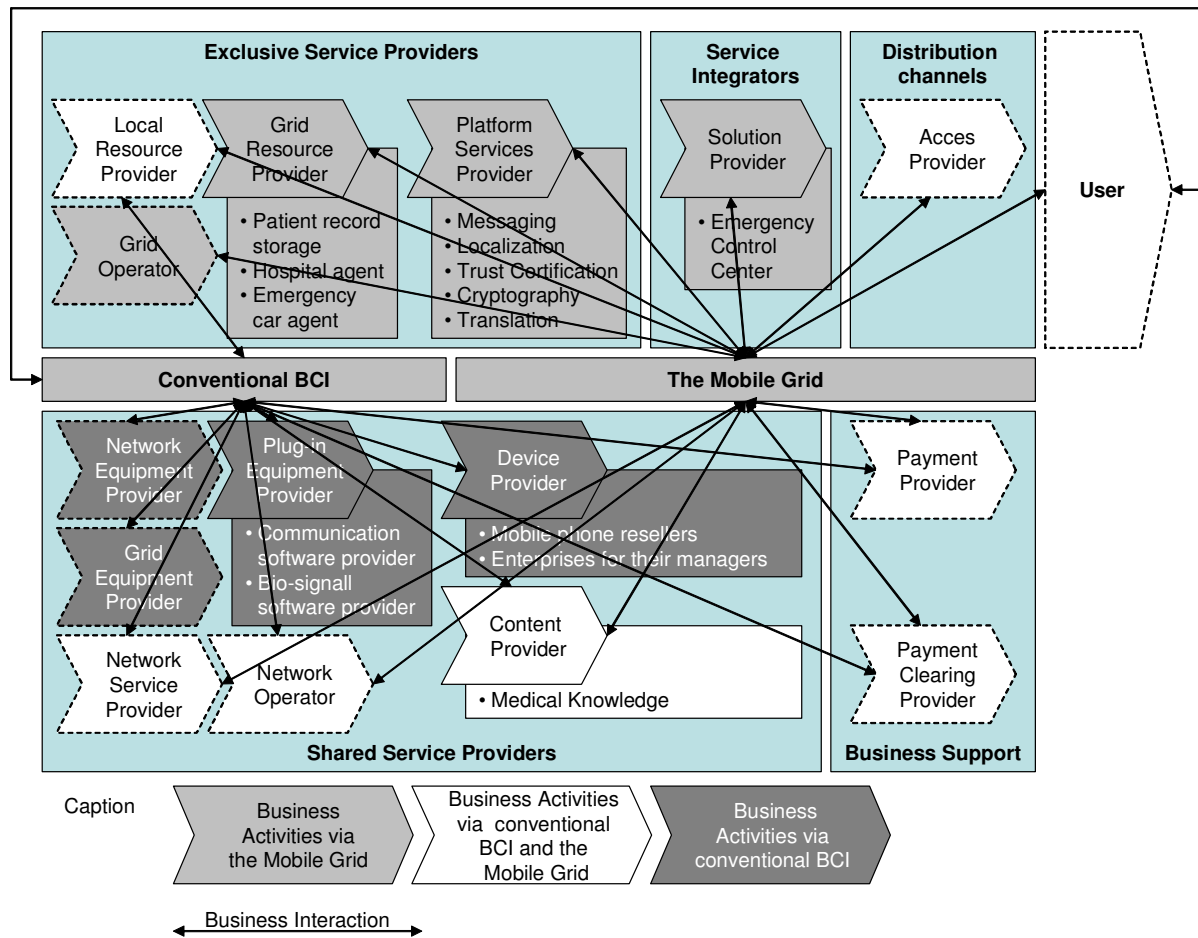 Exclusive Service Providers
Service
Integrators
Distribution
channels
Local
Resource
Provider
Grid
Resource
Provider
Platform
Services
Provider
Solution
Provider
Acces
Provider
User
Grid
Operator
• Patient record
storage
• Hospital agent
• Emergency
car agent
• Messaging
• Localization
• Trust Certification
• Cryptography
• Translation
• Emergency
Control
Center
Conventional BCI
The Mobile Grid
Network
Equipment
Provider
Plug-in
Equipment
Provider
Device
Provider
Payment
Provider
Grid
Equipment
Provider
• Communication
software provider
• Bio-signall
software provider
• Mobile phone resellers
• Enterprises for their managers
Network
Service
Provider
Network
Operator
Content
Provider
• Medical Knowledge
Payment
Clearing
Provider
Shared Service Providers
Business Support
Caption
Business
Activities via
the Mobile Grid
Business Activities
via conventional
BCI and the
Mobile Grid
Business
Activities via
conventional BCI
Business Interaction